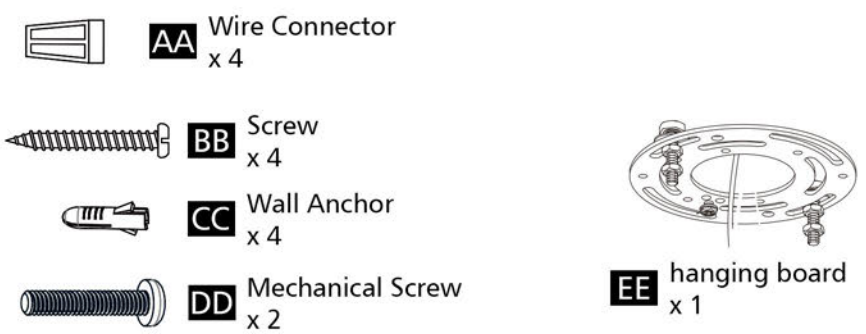 AA Wire Connector
x 4
BB Screw
x 4
CC Wall Anchor
x 4
DD Mechanical Screw
x 2
EE hanging board
x 1